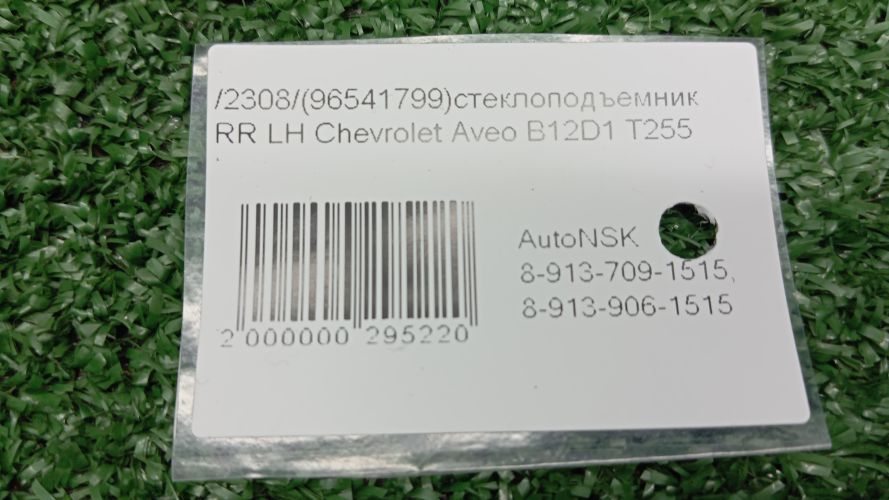 /2308/(96541799)стеклоподъемник
RR LH Chevrolet Aveo B12D1 T255
AutoNSK
8-913-709-1515,
8-913-906-1515
2 000000 295220